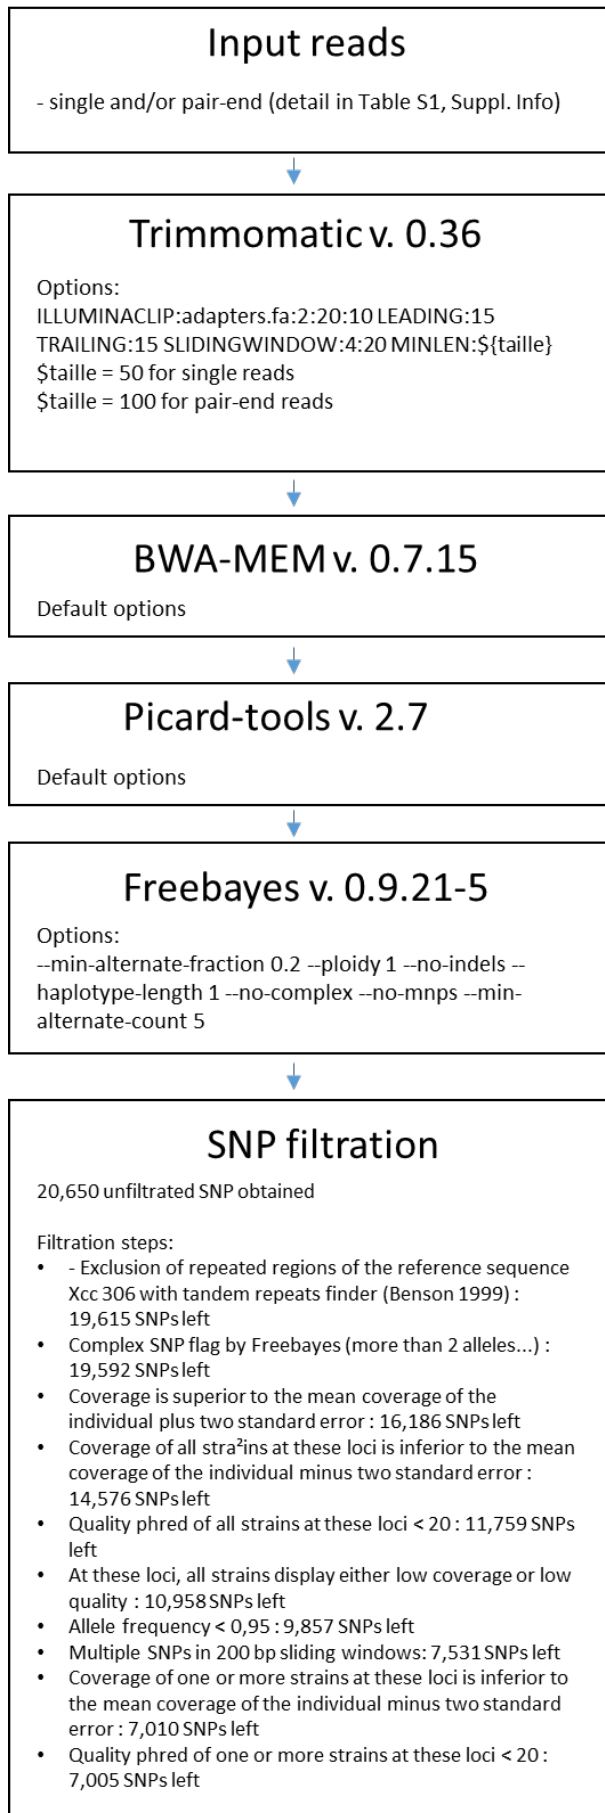 Input reads
- single and/or pair-end (detail in Table S1, Suppl. Info)
Trimmomatic v. 0.36
Options:
ILLUMINACLIP:adapters.fa:2:20:10 LEADING:15
TRAILING:15 SLIDINGWINDOW:4:20 MINLEN:${taille}
$taille = 50 for single reads
$taille = 100 for pair-end reads
BWA-MEM v. 0.7.15
Default options
Picard-tools v. 2.7
Default options
Freebayes v. 0.9.21-5
Options:
--min-alternate-fraction 0.2 --ploidy 1 --no-indels --
haplotype-length 1 --no-complex --no-mnps --min-
alternate-count 5
SNP filtration
20,650 unfiltrated SNP obtained
Filtration steps:
• - Exclusion of repeated regions of the reference sequence
Xcc 306 with tandem repeats finder (Benson 1999) :
19,615 SNPs left
• Complex SNP flag by Freebayes (more than 2 alleles...) :
19,592 SNPs left
• Coverage is superior to the mean coverage of the
individual plus two standard error : 16,186 SNPs left
• Coverage of all stra²ins at these loci is inferior to the mean
coverage of the individual minus two standard error :
14,576 SNPs left
• Quality phred of all strains at these loci < 20 : 11,759 SNPs
left
• At these loci, all strains display either low coverage or low
quality : 10,958 SNPs left
• Allele frequency < 0,95 : 9,857 SNPs left
• Multiple SNPs in 200 bp sliding windows: 7,531 SNPs left
• Coverage of one or more strains at these loci is inferior to
the mean coverage of the individual minus two standard
error : 7,010 SNPs left
• Quality phred of one or more strains at these loci < 20 :
7,005 SNPs left